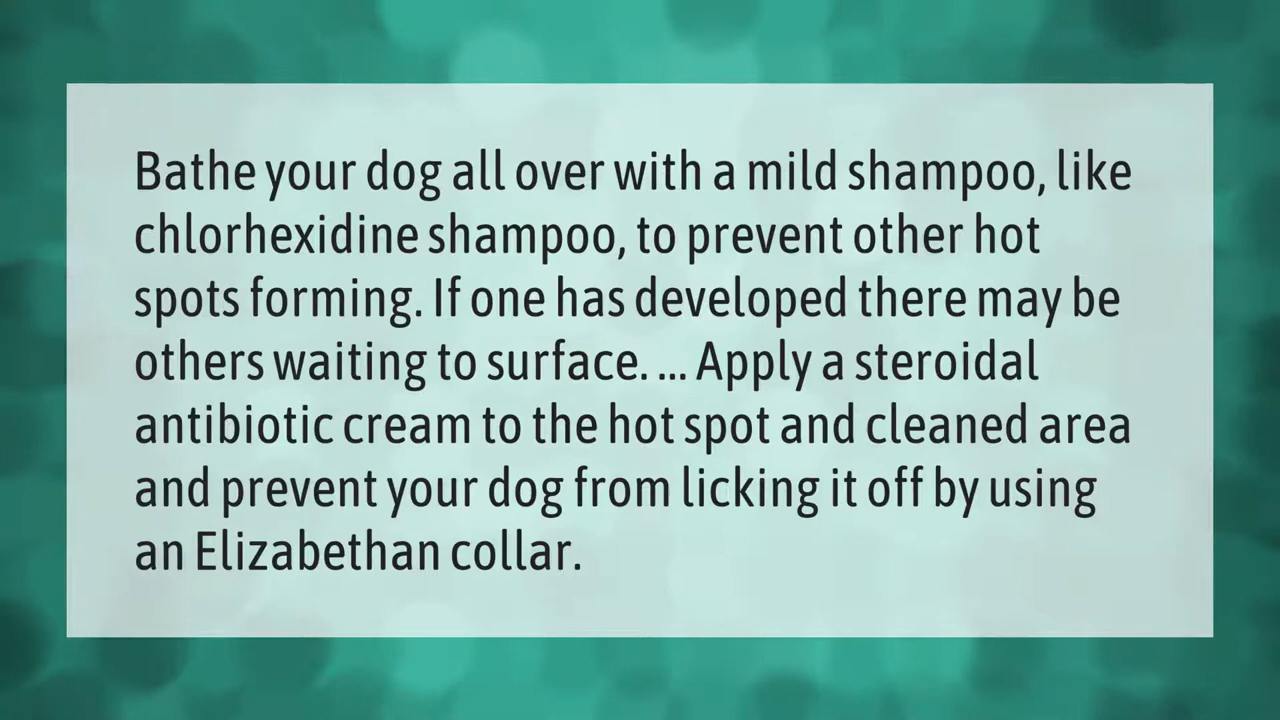 Bathe your dog all over with a mild shampoo, like
chlorhexidine shampoo, to prevent other hot
spots forming. If one has developed there may be
others waiting to surface. ... Apply a steroidal
antibiotic cream to the hot spot and cleaned area
and prevent your dog from licking it off by using
an Elizabethan collar.